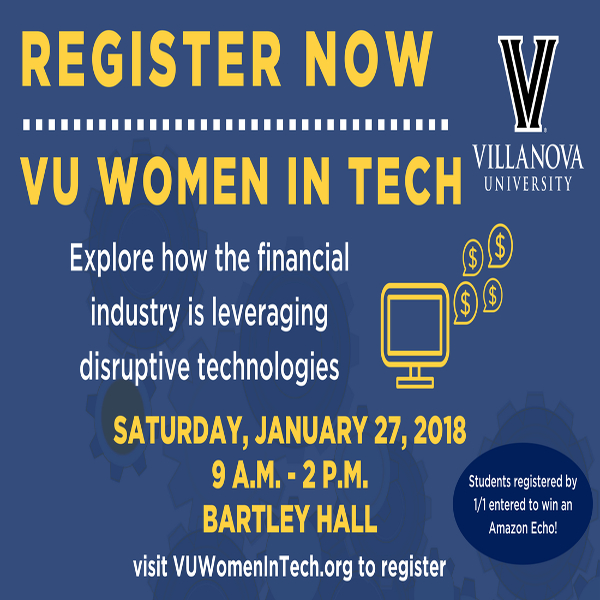 REGISTER NOW
VU WOMEN IN TECH
VILLANOVA
UNIVERSITY
Explore how the financial
industry is leveraging
disruptive technologies
$ $ $ $
SATURDAY, JANUARY 27, 2018
9 A.M. - 2 P.M.
BARTLEY HALL
Students registered by
1/1 entered to win an
Amazon Echo!
visit VUWomenInTech.org to register